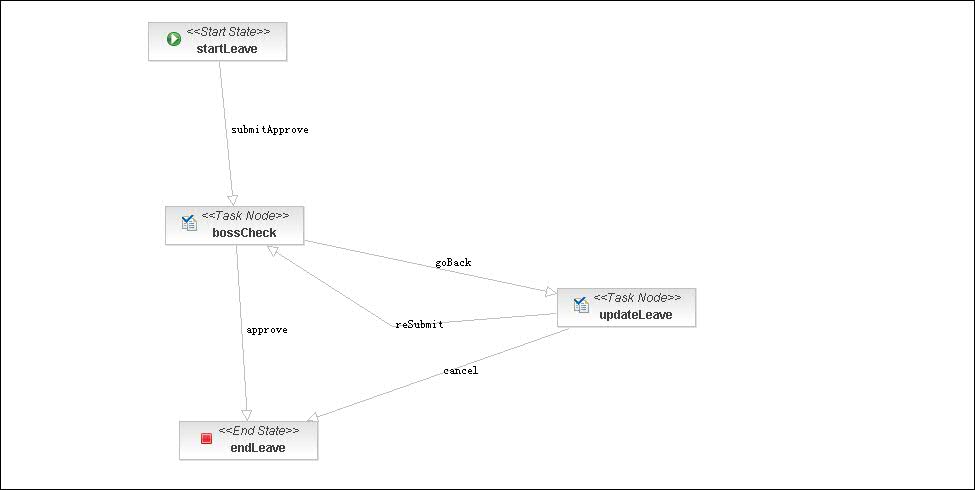 <<Start State>>
startLeave
submitApprove
<<Task Node>>
bossCheck
goBack
<<Task Node>>
updateLeave
reSubmit
approve
cancel
<<End State>>
endLeave